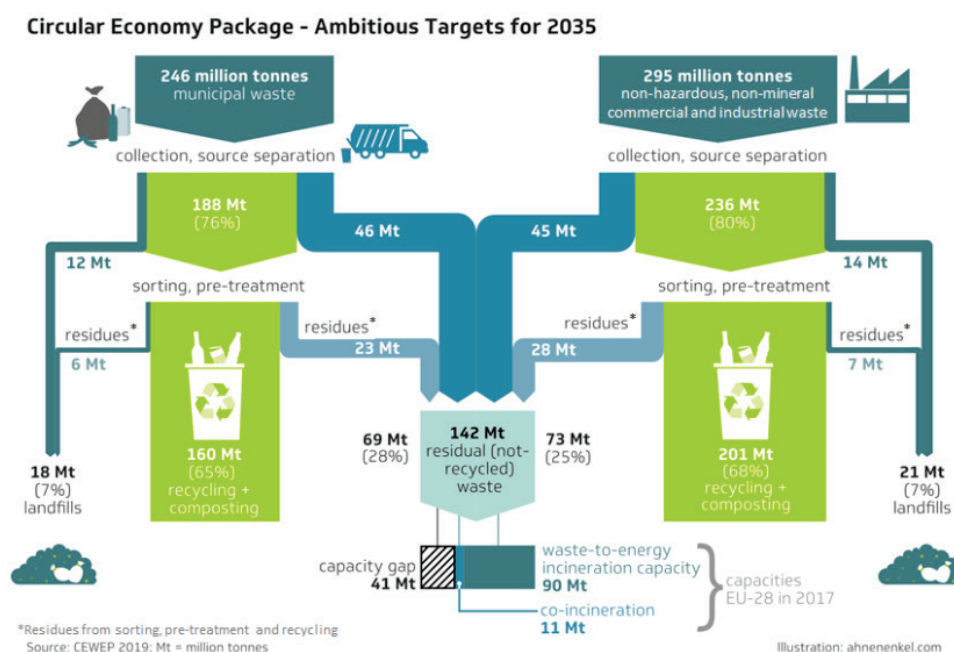 Circular Economy Package - Ambitious Targets for 2035
246 million tonnes
municipal waste
295 million tonnes
non-hazardous, non-mineral
commercial and industrial waste
collection, source separation
collection, source separation
188 Mt
(76%)
46 Mt
45 Mt
236 Mt
(80%)
12 Mt
14 Mt
sorting, pre-treatment
sorting, pre-treatment
residues*
residues*
residues*
residues*
6 Mt
23 Mt
28 Mt
7 Mt
160 Mt
(65%)
recycling +
composting
69 Mt
(28%)
142 Mt
residual (not-
recycled)
waste
73 Mt
(25%)
201 Mt
(68%)
recycling +
composting
18 Mt
(7%)
landfills
21 Mt
(7%)
landfills
capacity gap
41 Mt
waste-to-energy
incineration capacity
90 Mt
co-incineration
11 Mt
capacities
EU-28 in 2017
*Residues from sorting, pre-treatment and recycling
Source: CEWEP 2019; Mt = million tonnes
Illustration: ahnenenkel.com